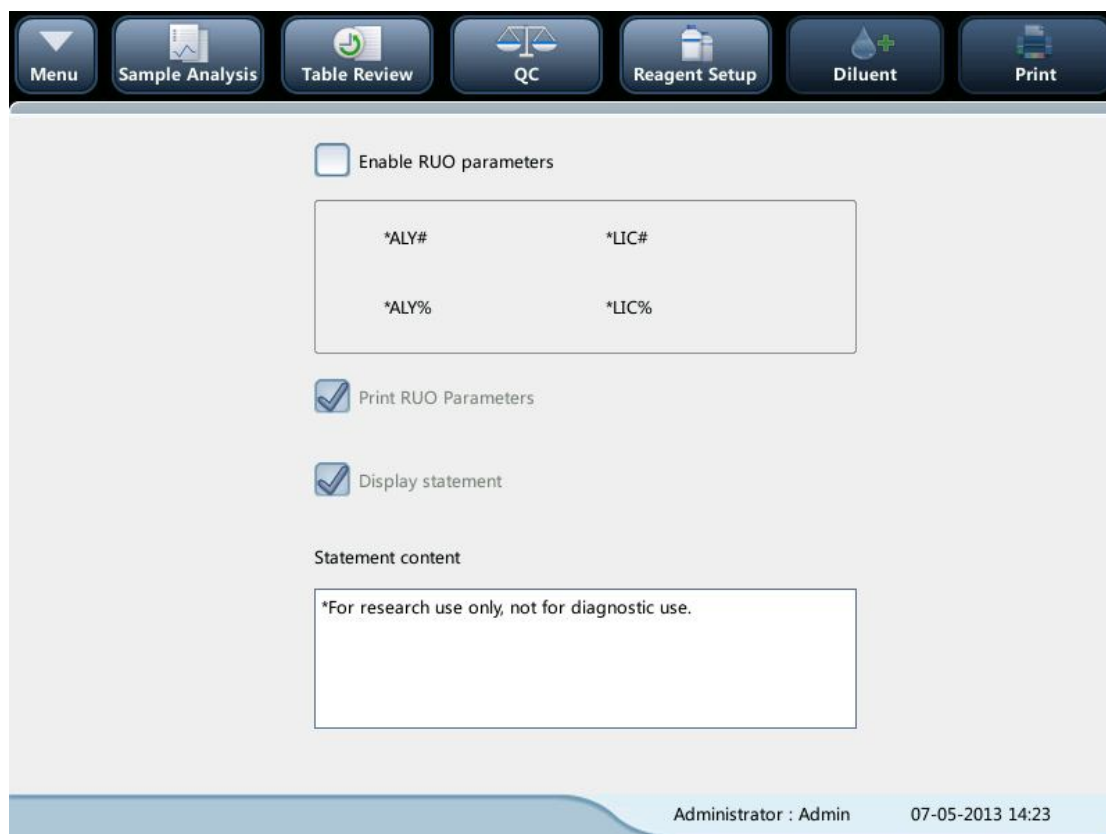 Menu Sample Analysis Table Review QC Reagent Setup Diluent Print
Enable RUO parameters
*ALY# *LIC#
*ALY% *LIC%
Print RUO Parameters
Display statement
Statement content
*For research use only, not for diagnostic use.
Administrator : Admin 07-05-2013 14:23